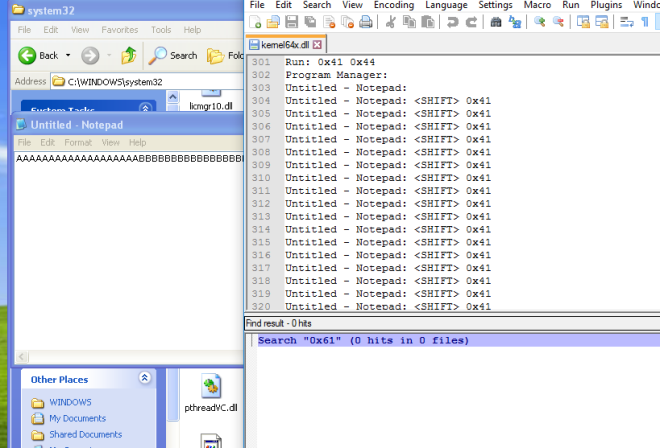 system32
File Edit View Favorites Tools Help
Back Search
Address C:\WINDOWS\system32
licmgr10.dll
Untitled - Notepad
File Edit Format View Help
Other Places
WINDOWS
My Documents
Shared Documents
pthreadVC.dll
File Edit Search View Encoding Language Settings Macro Run Plugins
kernel64x.dll
301 Run: 0x41 0x44
302 Program Manager:
303 Untitled - Notepad:
304 Untitled - Notepad: <SHIFT> 0x41
305 Untitled - Notepad: <SHIFT> 0x41
306 Untitled - Notepad: <SHIFT> 0x41
307 Untitled - Notepad: <SHIFT> 0x41
308 Untitled - Notepad: <SHIFT> 0x41
309 Untitled - Notepad: <SHIFT> 0x41
310 Untitled - Notepad: <SHIFT> 0x41
311 Untitled - Notepad: <SHIFT> 0x41
312 Untitled - Notepad: <SHIFT> 0x41
313 Untitled - Notepad: <SHIFT> 0x41
314 Untitled - Notepad: <SHIFT> 0x41
315 Untitled - Notepad: <SHIFT> 0x41
316 Untitled - Notepad: <SHIFT> 0x41
317 Untitled - Notepad: <SHIFT> 0x41
318 Untitled - Notepad: <SHIFT> 0x41
319 Untitled - Notepad: <SHIFT> 0x41
320 Untitled - Notepad: <SHIFT> 0x41
Find result - 0 hits
Search "0x61" (0 hits in 0 files)